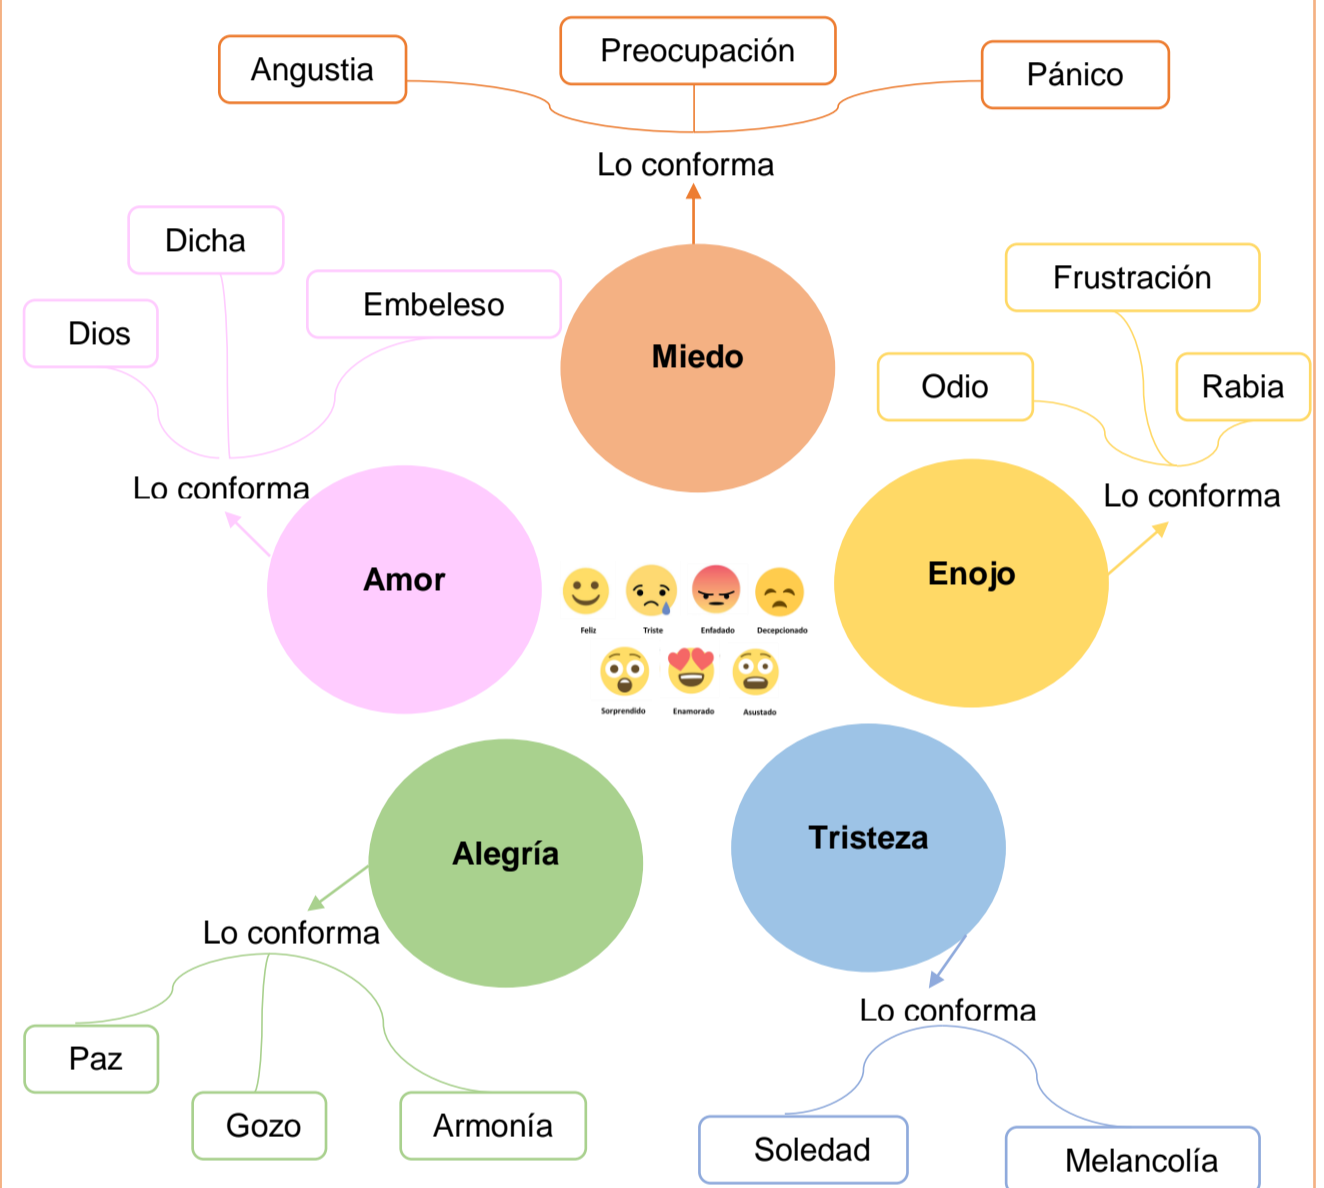 Angustia
Preocupación
Pánico
Lo conforma
Miedo
Dicha
Dios
Embeleso
Lo conforma
Amor
Frustración
Odio
Rabia
Lo conforma
Enojo
Feliz
Triste
Enfadado
Decepcionado
Sorprendido
Enamorado
Asustado
Alegría
Lo conforma
Paz
Gozo
Armonía
Tristeza
Lo conforma
Soledad
Melancolía